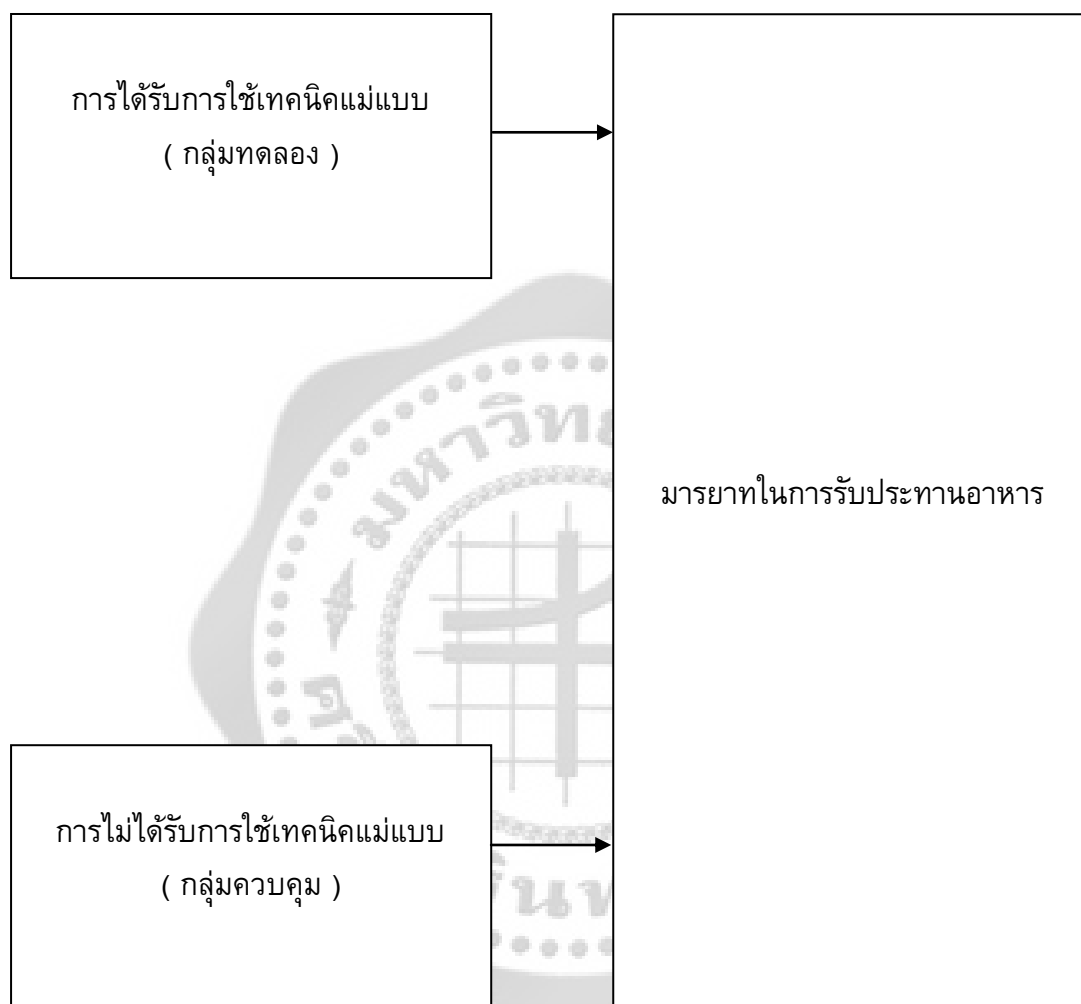 การได้รับการใช้เทคนิคแม่แบบ
( กลุ่มทดลอง )
มารยาทในการรับประทานอาหาร
การไม่ได้รับการใช้เทคนิคแม่แบบ
( กลุ่มควบคุม )